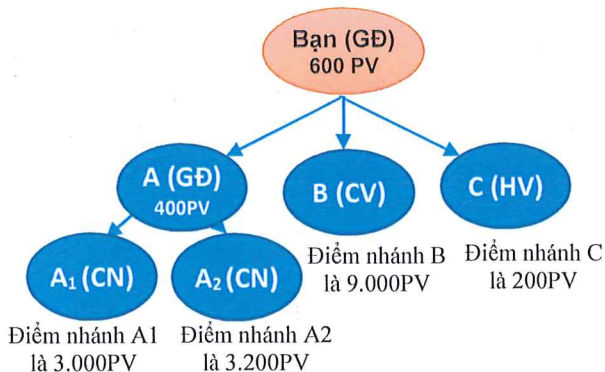 Bạn (GĐ)
600 PV
A (GĐ)
400PV
B (CV)
C (HV)
Điểm nhánh B
là 9.000PV
Điểm nhánh C
là 200PV
A1 (CN)
A2 (CN)
Điểm nhánh A1
là 3.000PV
Điểm nhánh A2
là 3.200PV